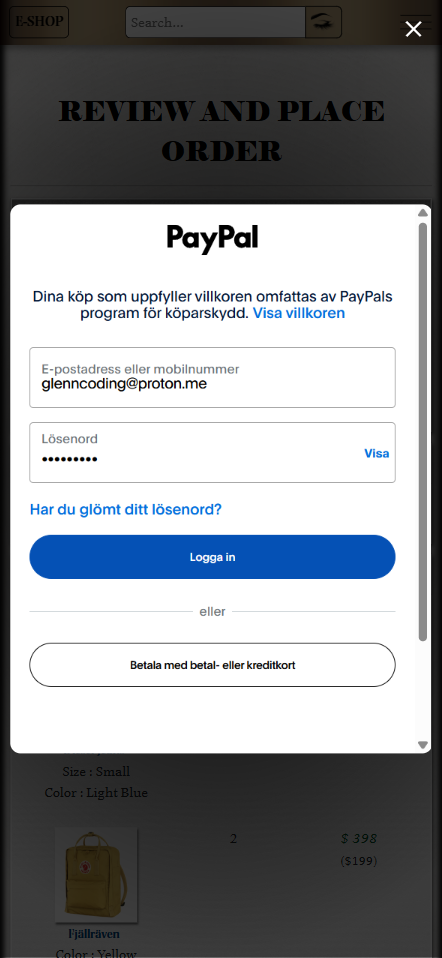 E-SHOP
Search...
REVIEW AND PLACE
ORDER
PayPal
Dina köp som uppfyller villkoren omfattas av PayPals
program för köparskydd. Visa villkoren
E-postadress eller mobilnummer
glenncoding@proton.me
Lösenord
•••••••••
Visa
Har du glömt ditt lösenord?
Logga in
eller
Betala med betal- eller kreditkort
Size : Small
Color : Light Blue
2
$ 398
($199)
Fjällräven
Color : Yellow